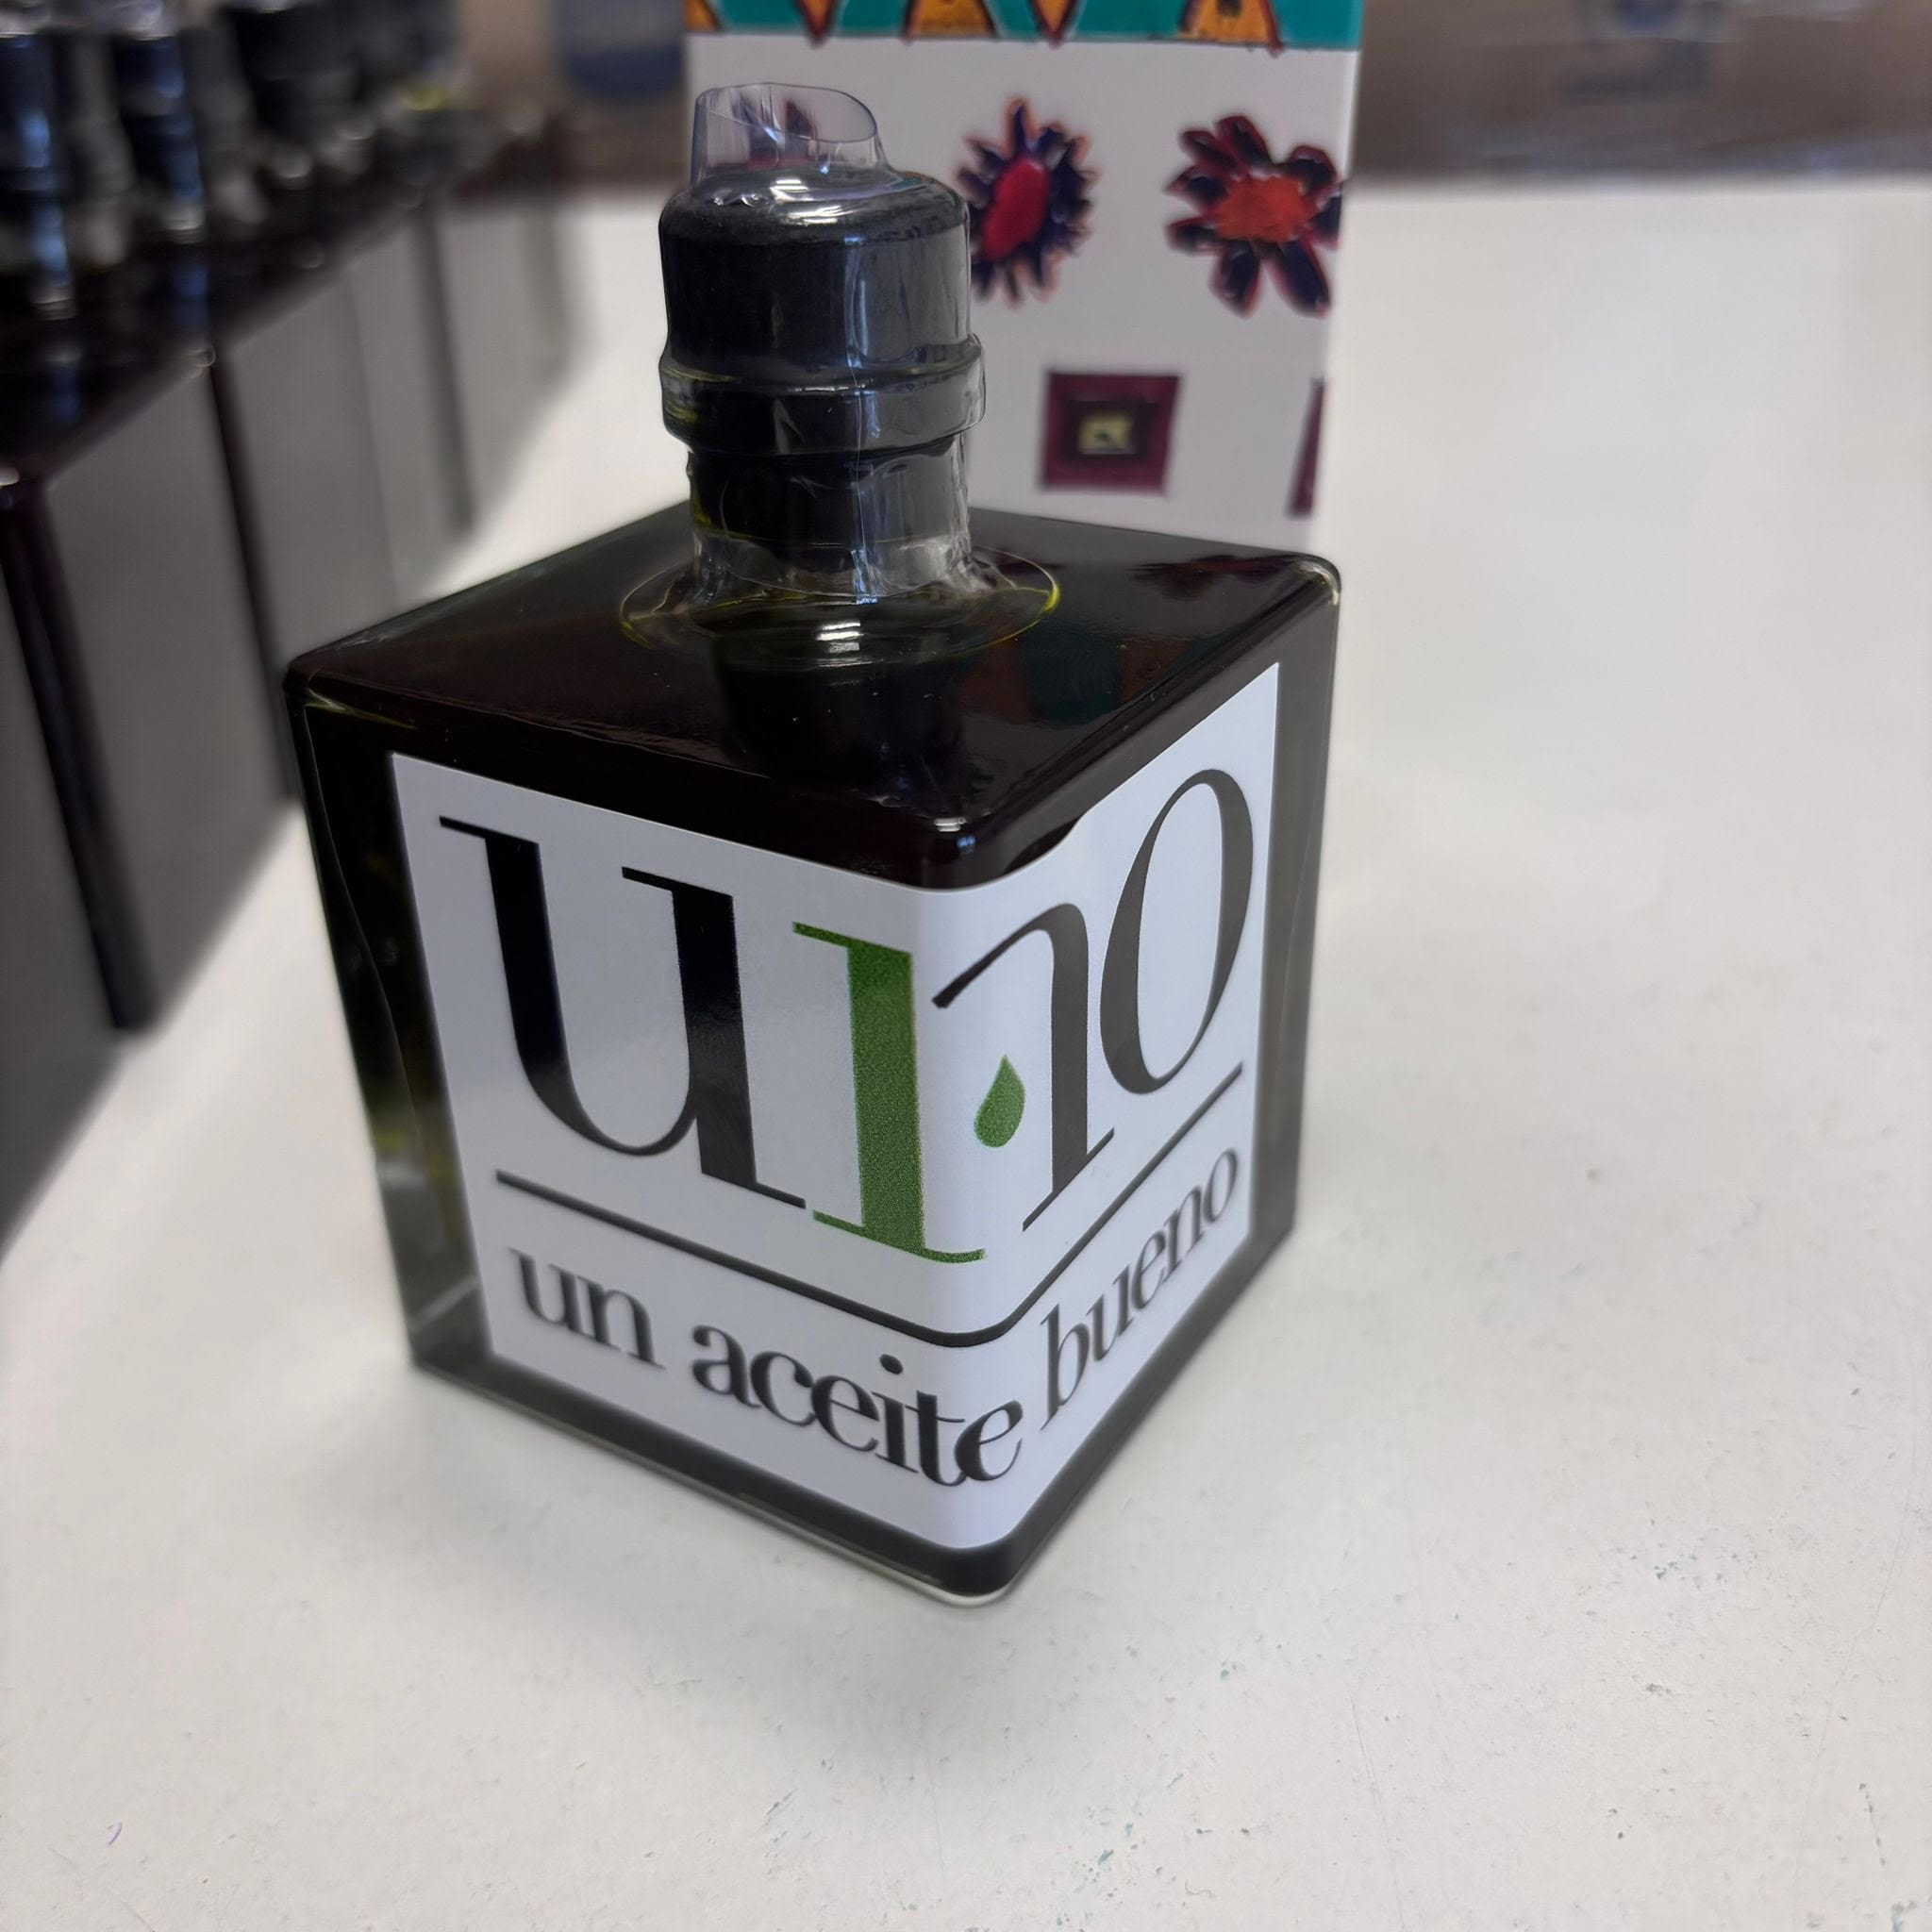 uno
un aceite bueno